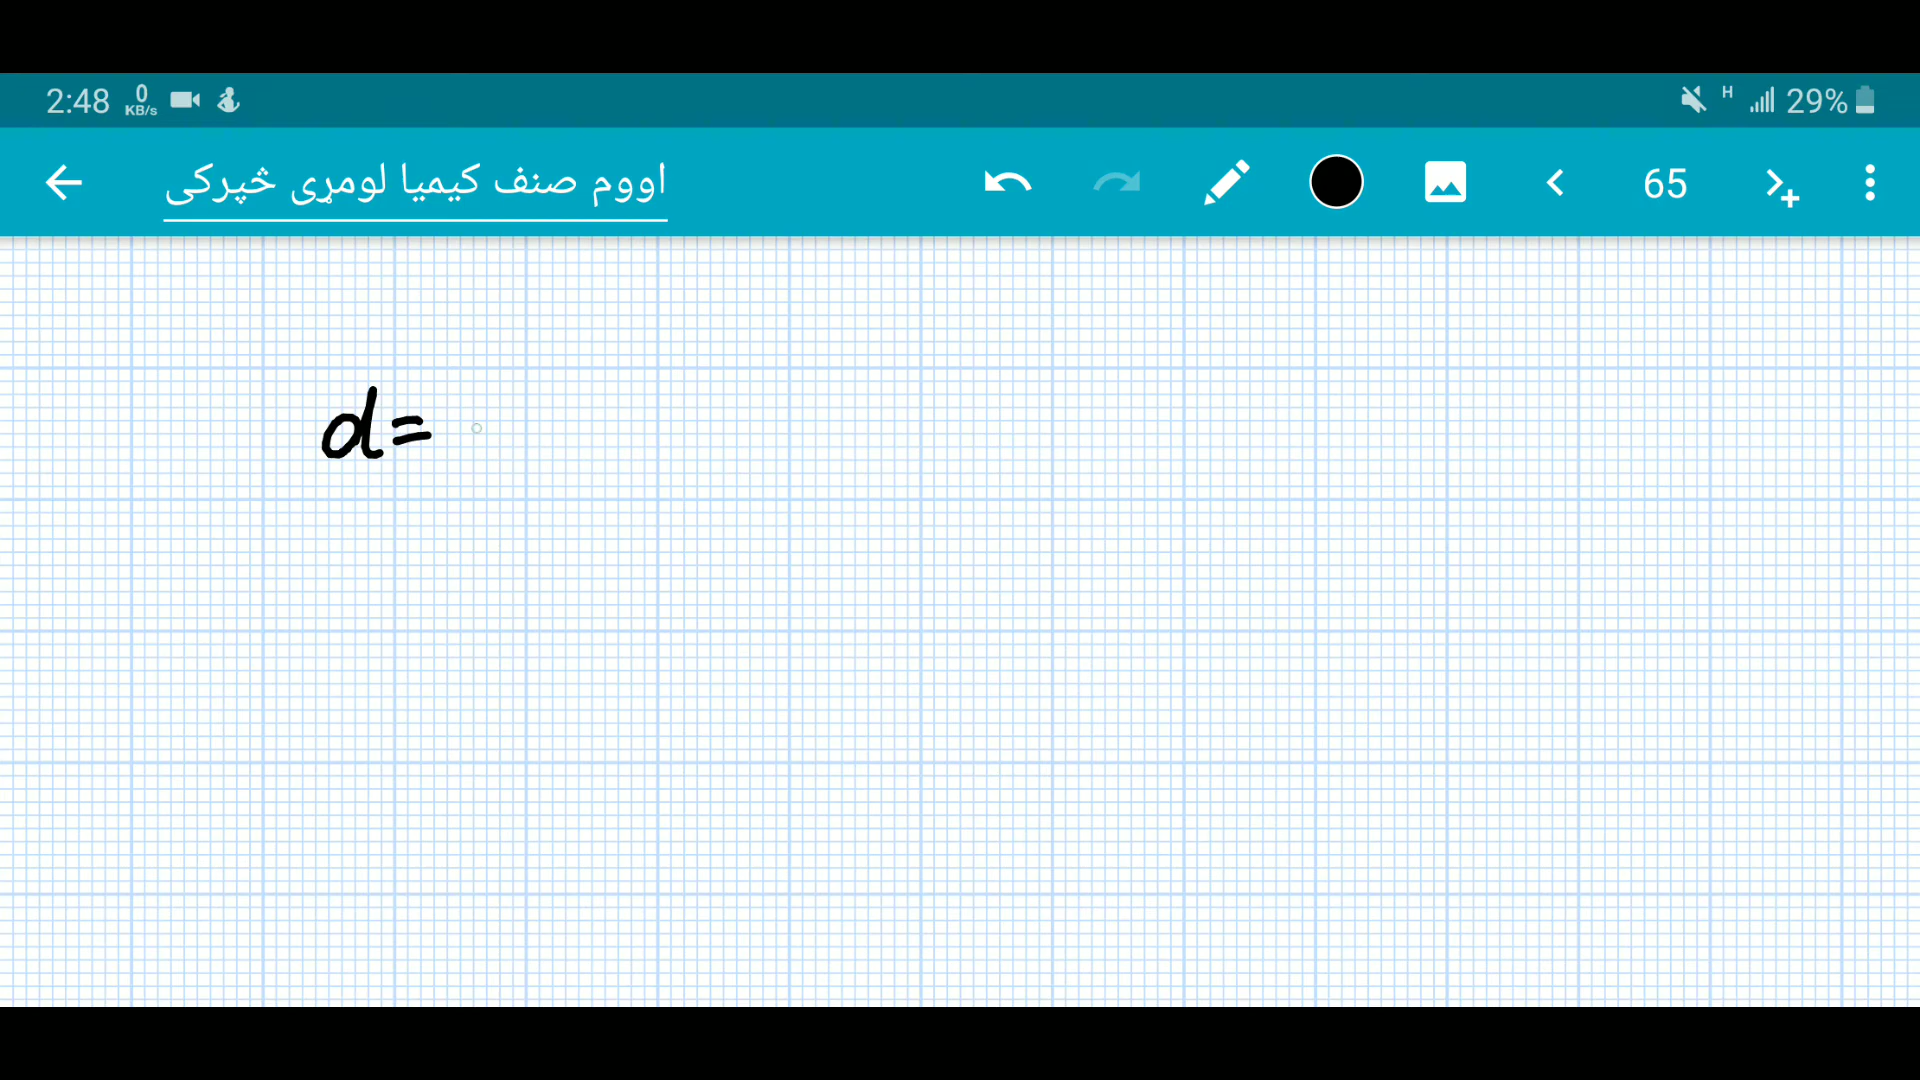 2:48 0 KB/s H 29%
اووم صنف کیمیا لومړی څپرکی
65
d=